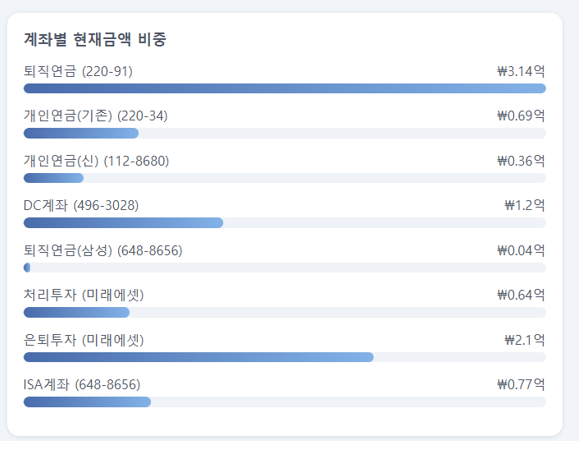 계좌별 현재금액 비중
퇴직연금 (220-91) ₩3.14억
개인연금(기존) (220-34) ₩0.69억
개인연금(신) (112-8680) ₩0.36억
DC계좌 (496-3028) ₩1.2억
퇴직연금(삼성) (648-8656) ₩0.04억
처리투자 (미래에셋) ₩0.64억
은퇴투자 (미래에셋) ₩2.1억
ISA계좌 (648-8656) ₩0.77억